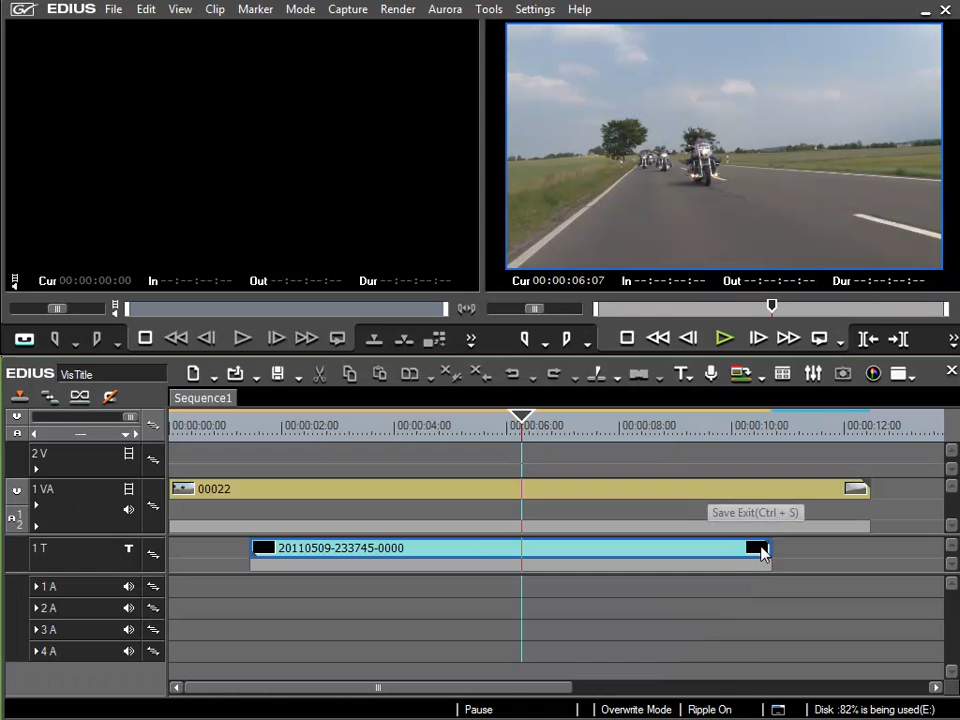 EDIUS File Edit View Clip Marker Mode Capture Render Aurora Tools Settings Help
Cur 00:00:00:00 In --:--:--:-- Out --:--:--:-- Dur --:--:--:--
Cur 00:00:06:07 In --:--:--:-- Out --:--:--:-- Dur --:--:--:--
EDIUS VisTitle
Sequence1
00:00:00:00 00:00:02:00 00:00:04:00 00:00:06:00 00:00:08:00 00:00:10:00 00:00:12:00
2 V
1 VA 00022
A 1 2
Save Exit(Ctrl + S)
1 T T 20110509-233745-0000
1 A
2 A
3 A
4 A
Pause Overwrite Mode Ripple On Disk :82% is being used(E:)